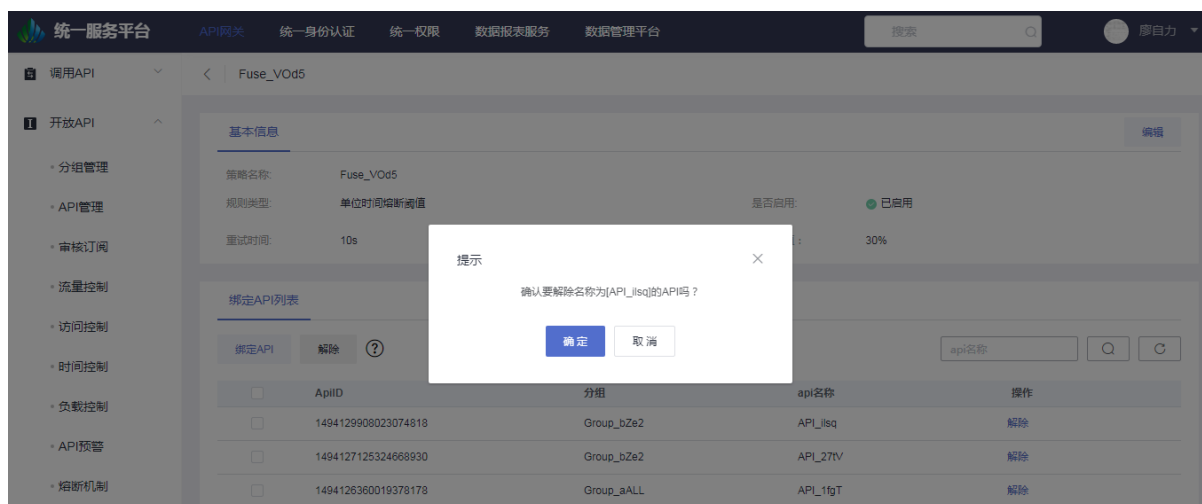 统一服务平台 API网关 统一身份认证 统一权限 数据报表服务 数据管理平台 搜索 廖自力
调用API
Fuse_VOd5
开放API
基本信息 编辑
分组管理
策略名称: Fuse_VOd5
API管理
规则类型: 单位时间熔断阈值 是否启用: 已启用
审核订阅
重试时间: 10s : 30%
提示
确认要解除名称为[API_ilsq]的API吗？
确定 取消
流量控制
绑定API列表
访问控制
绑定API 解除 ? api名称
时间控制
负载控制
ApiID 分组 api名称 操作
1494129908023074818 Group_bZe2 API_ilsq 解除
API预警
1494127125324668930 Group_bZe2 API_27tV 解除
熔断机制
1494126360019378178 Group_aALL API_1fgT 解除